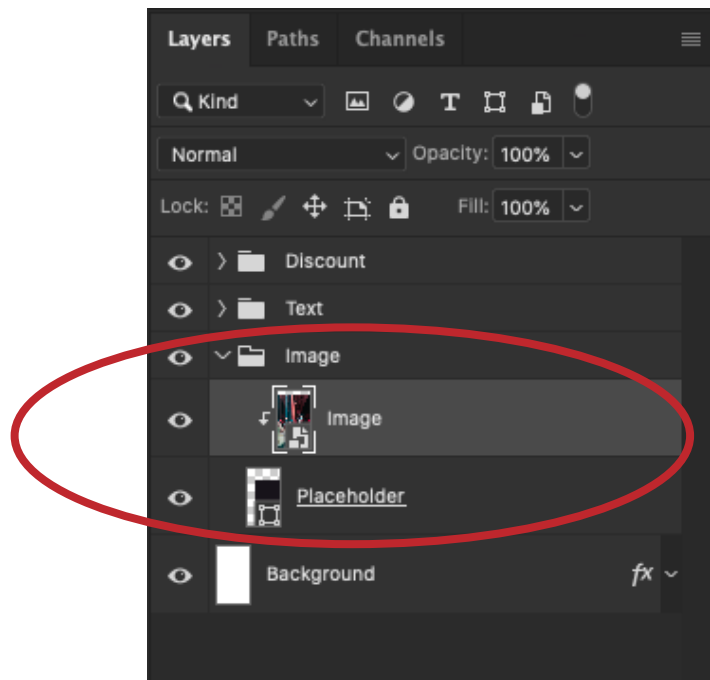 Layers Paths Channels
Kind T
Normal Opacity: 100%
Lock: Fill: 100%
Discount
Text
Image
Image
Placeholder
Background fx